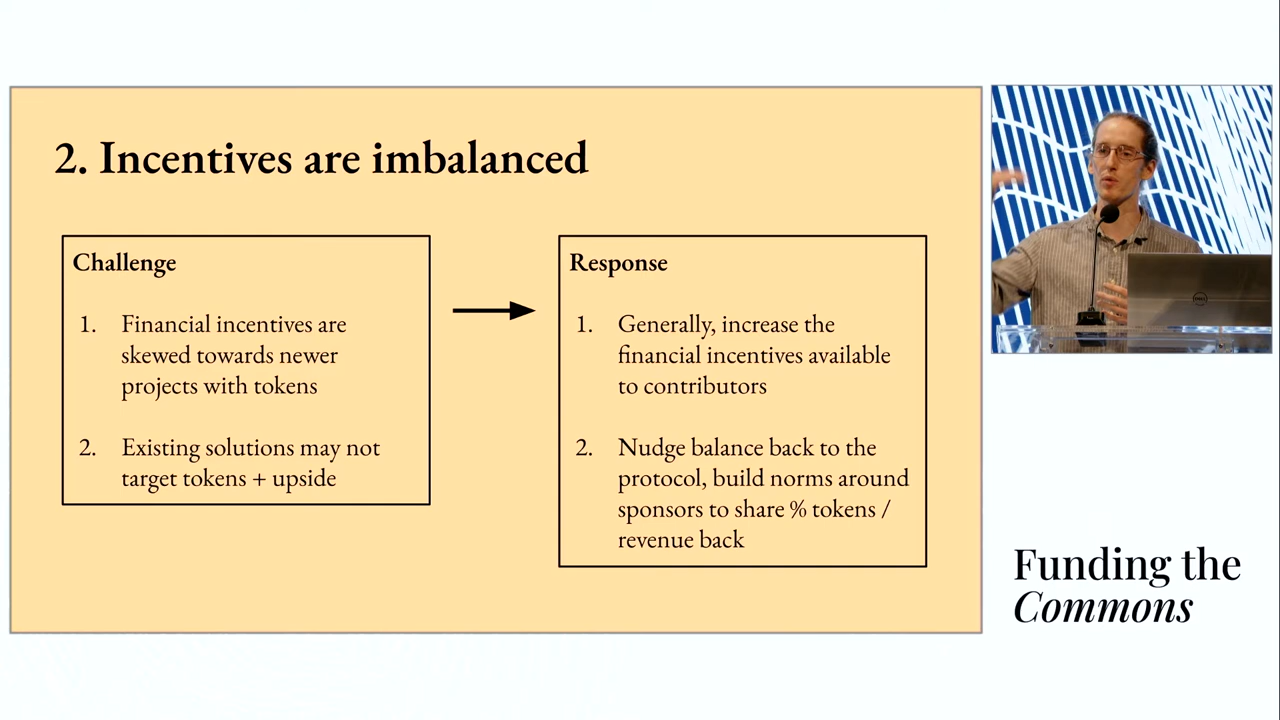 2. Incentives are imbalanced
Challenge
1. Financial incentives are
skewed towards newer
projects with tokens
2. Existing solutions may not
target tokens + upside
Response
1. Generally, increase the
financial incentives available
to contributors
2. Nudge balance back to the
protocol, build norms around
sponsors to share % tokens /
revenue back
Funding the
Commons